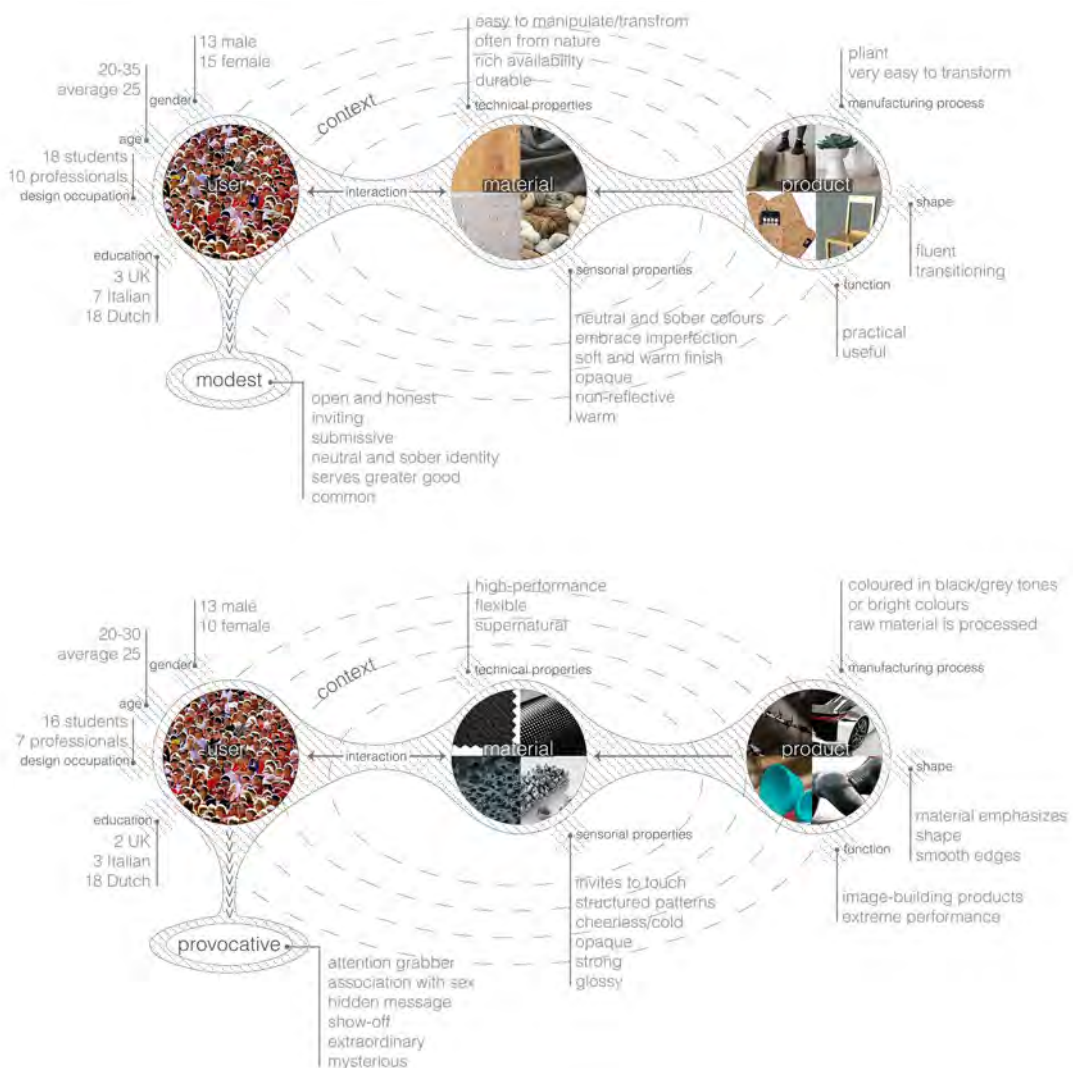 13 male
15 female
20-35
average 25
gender
age
18 students
10 professionals
design occupation
education
3 UK
7 Italian
18 Dutch
context
user
interaction
material
product
easy to manipulate/transfrom
often from nature
rich availability
durable
technical properties
pliant
very easy to transform
manufacturing process
shape
fluent
transitioning
function
practical
useful
sensorial properties
neutral and sober colours
embrace imperfection
soft and warm finish
opaque
non-reflective
warm
modest
open and honest
inviting
submissive
neutral and sober identity
serves greater good
common
13 male
10 female
20-30
average 25
gender
age
16 students
7 professionals
design occupation
education
2 UK
3 Italian
18 Dutch
context
user
interaction
material
product
high-performance
flexible
supernatural
technical properties
coloured in black/grey tones
or bright colours
raw material is processed
manufacturing process
shape
material emphasizes
shape
smooth edges
function
image-building products
extreme performance
sensorial properties
invites to touch
structured patterns
cheerless/cold
opaque
strong
glossy
provocative
attention grabber
association with sex
hidden message
show-off
extraordinary
mysterious